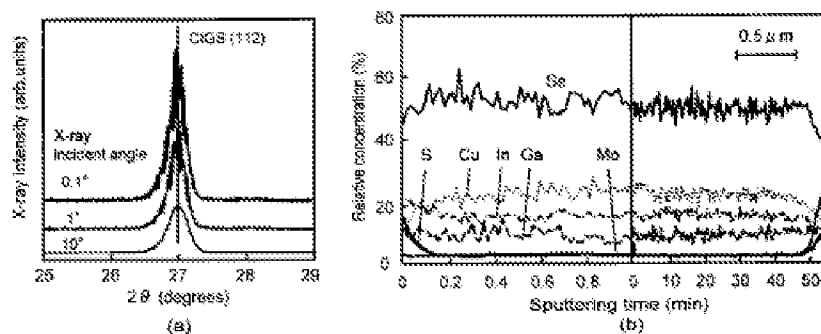 X-ray intensity (arb.units)
CIGS (112)
X-ray
incident angle
0.1°
1°
10°
25 26 27 28 29
2θ (degrees)
(a)
Relative concentration (%)
80
60
40
20
0
0.5 μm
Se
S Cu In Ga Mo
0 0.2 0.4 0.6 0.8 0 10 20 30 40 50
Sputtering time (min)
(b)